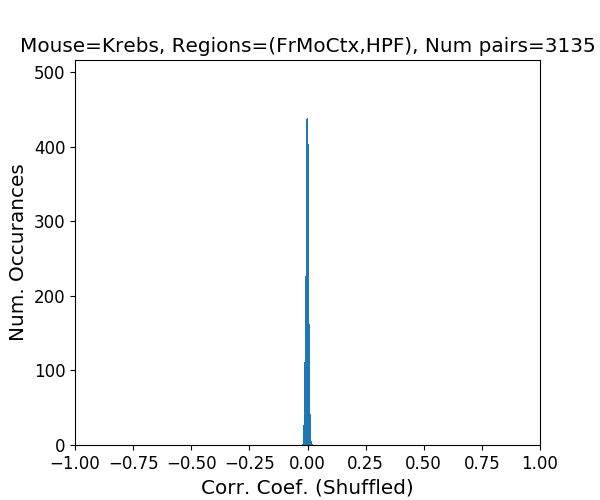 Mouse=Krebs, Regions=(FrMoCtx,HPF), Num pairs=3135
500
400
300
200
100
0
Num. Occurances
−1.00 −0.75 −0.50 −0.25 0.00 0.25 0.50 0.75 1.00
Corr. Coef. (Shuffled)